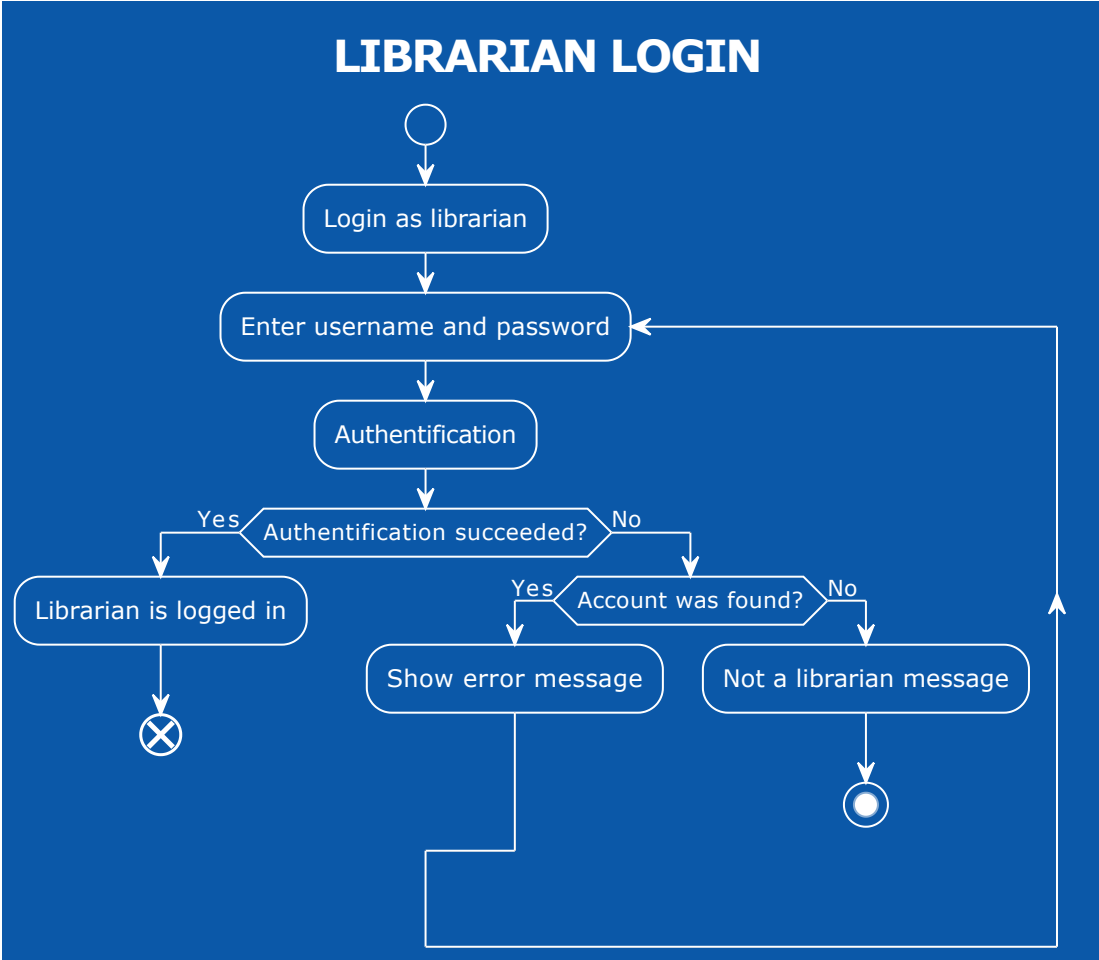 LIBRARIAN LOGIN
Login as librarian
Enter username and password
Authentification
Yes
Authentification succeeded?
No
Librarian is logged in
Yes
Account was found?
No
Show error message
Not a librarian message